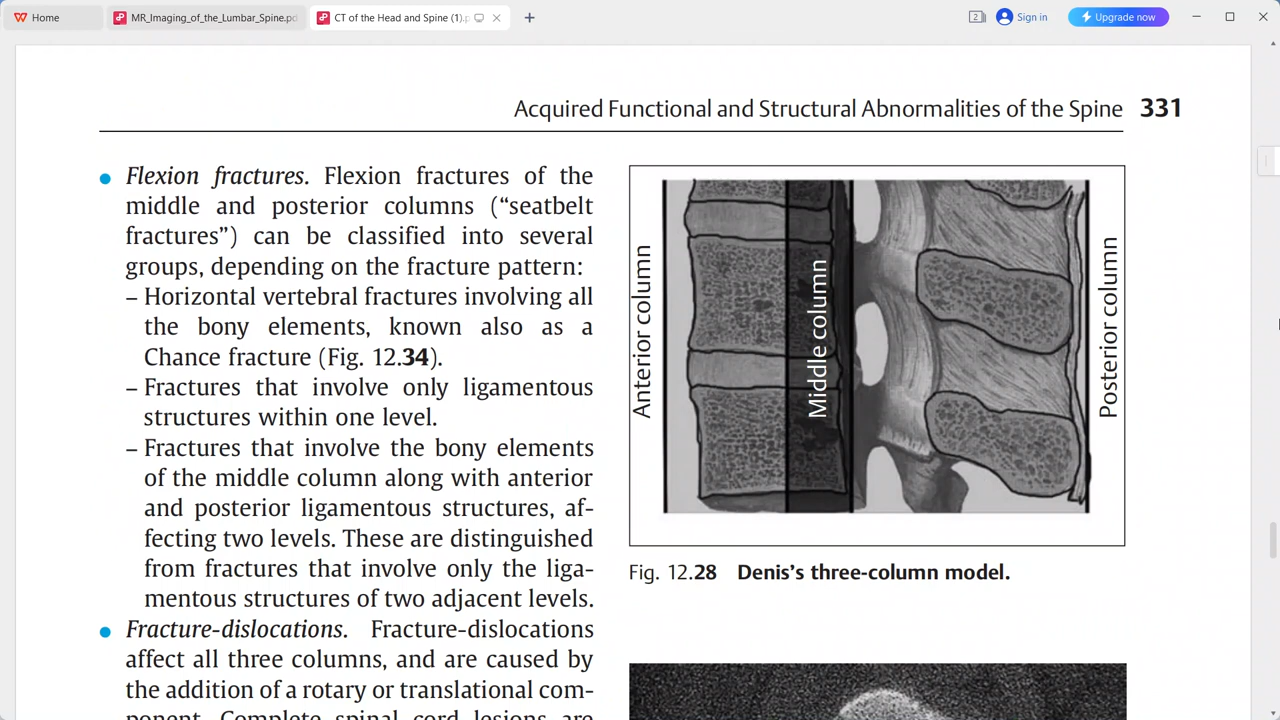 Home
MR_Imaging_of_the_Lumbar_Spine.pd
CT of the Head and Spine (1).p
2
Sign in
Upgrade now
Acquired Functional and Structural Abnormalities of the Spine 331
Flexion fractures. Flexion fractures of the
middle and posterior columns (“seatbelt
fractures”) can be classified into several
groups, depending on the fracture pattern:
– Horizontal vertebral fractures involving all
the bony elements, known also as a
Chance fracture (Fig. 12.34).
– Fractures that involve only ligamentous
structures within one level.
– Fractures that involve the bony elements
of the middle column along with anterior
and posterior ligamentous structures, af-
fecting two levels. These are distinguished
from fractures that involve only the liga-
mentous structures of two adjacent levels.
Fracture-dislocations. Fracture-dislocations
affect all three columns, and are caused by
the addition of a rotary or translational com-
ponent. Complete spinal cord lesions are
Anterior column
Middle column
Posterior column
Fig. 12.28 Denis’s three-column model.